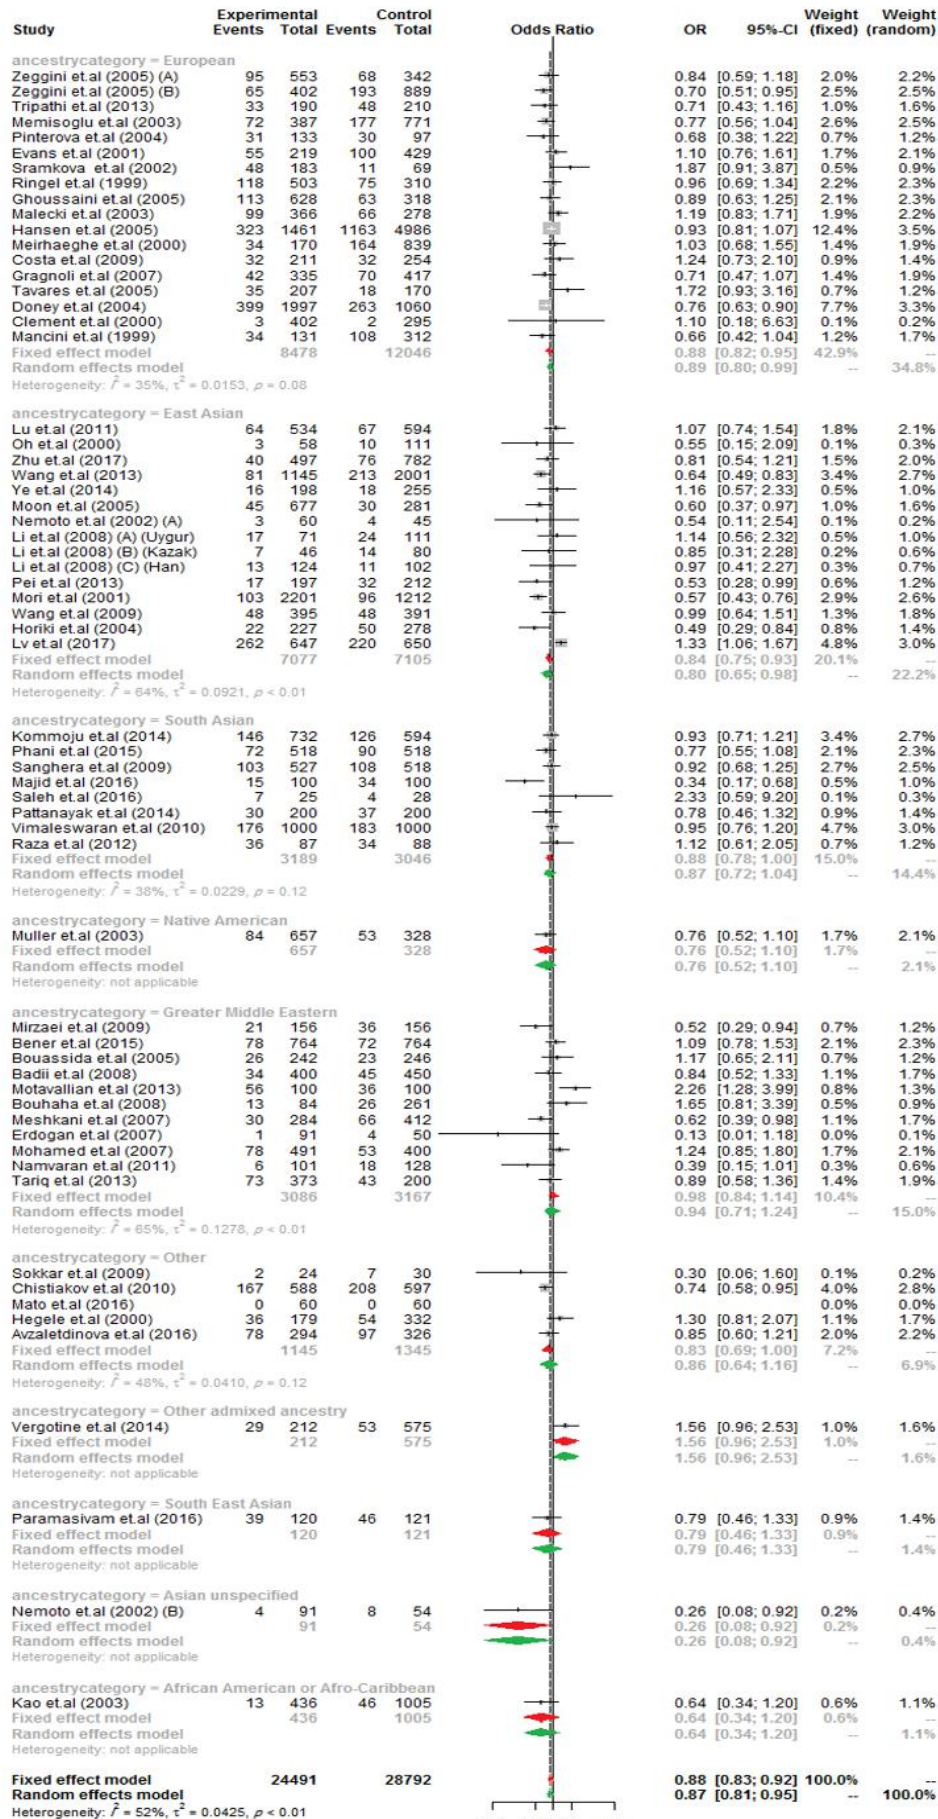 Experimental Control Weight Weight
Study Events Total Events Total Odds Ratio OR 95%-CI (fixed) (random)
ancestrycategory = European
Zeggini et.al (2005) (A) 95 553 68 342 0.84 [0.59; 1.18] 2.0% 2.2%
Zeggini et.al (2005) (B) 65 402 193 889 0.70 [0.51; 0.95] 2.5% 2.5%
Tripathi et.al (2013) 33 190 48 210 0.71 [0.43; 1.16] 1.0% 1.6%
Memisoglu et.al (2003) 72 387 177 771 0.77 [0.56; 1.04] 2.6% 2.5%
Pinterova et.al (2004) 31 133 30 97 0.68 [0.38; 1.22] 0.7% 1.2%
Evans et.al (2001) 55 219 100 429 1.10 [0.76; 1.61] 1.7% 2.1%
Sramkova et.al (2002) 48 183 11 69 1.87 [0.91; 3.87] 0.5% 0.9%
Ringel et.al (1999) 118 503 75 310 0.96 [0.69; 1.34] 2.2% 2.3%
Ghoussaini et.al (2005) 113 628 63 318 0.89 [0.63; 1.25] 2.1% 2.3%
Malecki et.al (2003) 99 366 66 278 1.19 [0.83; 1.71] 1.9% 2.2%
Hansen et.al (2005) 323 1461 1163 4986 0.93 [0.81; 1.07] 12.4% 3.5%
Meirhaeghe et.al (2000) 34 170 164 839 1.03 [0.68; 1.55] 1.4% 1.9%
Costa et.al (2009) 32 211 32 254 1.24 [0.73; 2.10] 0.9% 1.4%
Gragnoli et.al (2007) 42 335 70 417 0.71 [0.47; 1.07] 1.4% 1.9%
Tavares et.al (2005) 35 207 18 170 1.72 [0.93; 3.16] 0.7% 1.2%
Doney et.al (2004) 399 1997 263 1060 0.76 [0.63; 0.90] 7.7% 3.3%
Clement et.al (2000) 3 402 2 295 1.10 [0.18; 6.63] 0.1% 0.2%
Mancini et.al (1999) 34 131 108 312 0.66 [0.42; 1.04] 1.2% 1.7%
Fixed effect model 8478 12046 0.88 [0.82; 0.95] 42.9% --
Random effects model 0.89 [0.80; 0.99] -- 34.8%
Heterogeneity: I² = 35%, τ² = 0.0153, p = 0.08
ancestrycategory = East Asian
Lu et.al (2011) 64 534 67 594 1.07 [0.74; 1.54] 1.8% 2.1%
Oh et.al (2000) 3 58 10 111 0.55 [0.15; 2.09] 0.1% 0.3%
Zhu et.al (2017) 40 497 76 782 0.81 [0.54; 1.21] 1.5% 2.0%
Wang et.al (2013) 81 1145 213 2001 0.64 [0.49; 0.83] 3.4% 2.7%
Ye et.al (2014) 16 198 18 255 1.16 [0.57; 2.33] 0.5% 1.0%
Moon et.al (2005) 45 677 30 281 0.60 [0.37; 0.97] 1.0% 1.6%
Nemoto et.al (2002) (A) 3 60 4 45 0.54 [0.11; 2.54] 0.1% 0.2%
Li et.al (2008) (A) (Uygur) 17 71 24 111 1.14 [0.56; 2.32] 0.5% 1.0%
Li et.al (2008) (B) (Kazak) 7 46 14 80 0.85 [0.31; 2.28] 0.2% 0.6%
Li et.al (2008) (C) (Han) 13 124 11 102 0.97 [0.41; 2.27] 0.3% 0.7%
Pei et.al (2013) 17 197 32 212 0.53 [0.28; 0.99] 0.6% 1.2%
Mori et.al (2001) 103 2201 96 1212 0.57 [0.43; 0.76] 2.9% 2.6%
Wang et.al (2009) 48 395 48 391 0.99 [0.64; 1.51] 1.3% 1.8%
Horiki et.al (2004) 22 227 50 278 0.49 [0.29; 0.84] 0.8% 1.4%
Lv et.al (2017) 262 647 220 650 1.33 [1.06; 1.67] 4.8% 3.0%
Fixed effect model 7077 7105 0.84 [0.75; 0.93] 20.1% --
Random effects model 0.80 [0.65; 0.98] -- 22.2%
Heterogeneity: I² = 64%, τ² = 0.0921, p < 0.01
ancestrycategory = South Asian
Kommoju et.al (2014) 146 732 126 594 0.93 [0.71; 1.21] 3.4% 2.7%
Phani et.al (2015) 72 518 90 518 0.77 [0.55; 1.08] 2.1% 2.3%
Sanghera et.al (2009) 103 527 108 518 0.92 [0.68; 1.25] 2.7% 2.5%
Majid et.al (2016) 15 100 34 100 0.34 [0.17; 0.68] 0.5% 1.0%
Saleh et.al (2016) 7 25 4 28 2.33 [0.59; 9.20] 0.1% 0.3%
Pattanayak et.al (2014) 30 200 37 200 0.78 [0.46; 1.32] 0.9% 1.4%
Vimaleswaran et.al (2010) 176 1000 183 1000 0.95 [0.76; 1.20] 4.7% 3.0%
Raza et.al (2012) 36 87 34 88 1.12 [0.61; 2.05] 0.7% 1.2%
Fixed effect model 3189 3046 0.88 [0.78; 1.00] 15.0% --
Random effects model 0.87 [0.72; 1.04] -- 14.4%
Heterogeneity: I² = 38%, τ² = 0.0229, p = 0.12
ancestrycategory = Native American
Muller et.al (2003) 84 657 53 328 0.76 [0.52; 1.10] 1.7% 2.1%
Fixed effect model 657 328 0.76 [0.52; 1.10] 1.7% --
Random effects model 0.76 [0.52; 1.10] -- 2.1%
Heterogeneity: not applicable
ancestrycategory = Greater Middle Eastern
Mirzaei et.al (2009) 21 156 36 156 0.52 [0.29; 0.94] 0.7% 1.2%
Bener et.al (2015) 78 764 72 764 1.09 [0.78; 1.53] 2.1% 2.3%
Bouassida et.al (2005) 26 242 23 246 1.17 [0.65; 2.11] 0.7% 1.2%
Badii et.al (2008) 34 400 45 450 0.84 [0.52; 1.33] 1.1% 1.7%
Motavallian et.al (2013) 56 100 36 100 2.26 [1.28; 3.99] 0.8% 1.3%
Bouhaha et.al (2008) 13 84 26 261 1.65 [0.81; 3.39] 0.5% 0.9%
Meshkani et.al (2007) 30 284 66 412 0.62 [0.39; 0.98] 1.1% 1.7%
Erdogan et.al (2007) 1 91 4 50 0.13 [0.01; 1.18] 0.0% 0.1%
Mohamed et.al (2007) 78 491 53 400 1.24 [0.85; 1.80] 1.7% 2.1%
Namvaran et.al (2011) 6 101 18 128 0.39 [0.15; 1.01] 0.3% 0.6%
Tariq et.al (2013) 73 373 43 200 0.89 [0.58; 1.36] 1.4% 1.9%
Fixed effect model 3086 3167 0.98 [0.84; 1.14] 10.4% --
Random effects model 0.94 [0.71; 1.24] -- 15.0%
Heterogeneity: I² = 65%, τ² = 0.1278, p < 0.01
ancestrycategory = Other
Sokkar et.al (2009) 2 24 7 30 0.30 [0.06; 1.60] 0.1% 0.2%
Chistiakov et.al (2010) 167 588 208 597 0.74 [0.58; 0.95] 4.0% 2.8%
Mato et.al (2016) 0 60 0 60 0.0% 0.0%
Hegele et.al (2000) 36 179 54 332 1.30 [0.81; 2.07] 1.1% 1.7%
Avzaletdinova et.al (2016) 78 294 97 326 0.85 [0.60; 1.21] 2.0% 2.2%
Fixed effect model 1145 1345 0.83 [0.69; 1.00] 7.2% --
Random effects model 0.86 [0.64; 1.16] -- 6.9%
Heterogeneity: I² = 48%, τ² = 0.0410, p = 0.12
ancestrycategory = Other admixed ancestry
Vergotine et.al (2014) 29 212 53 575 1.56 [0.96; 2.53] 1.0% 1.6%
Fixed effect model 212 575 1.56 [0.96; 2.53] 1.0% --
Random effects model 1.56 [0.96; 2.53] -- 1.6%
Heterogeneity: not applicable
ancestrycategory = South East Asian
Paramasivam et.al (2016) 39 120 46 121 0.79 [0.46; 1.33] 0.9% 1.4%
Fixed effect model 120 121 0.79 [0.46; 1.33] 0.9% --
Random effects model 0.79 [0.46; 1.33] -- 1.4%
Heterogeneity: not applicable
ancestrycategory = Asian unspecified
Nemoto et.al (2002) (B) 4 91 8 54 0.26 [0.08; 0.92] 0.2% 0.4%
Fixed effect model 91 54 0.26 [0.08; 0.92] 0.2% --
Random effects model 0.26 [0.08; 0.92] -- 0.4%
Heterogeneity: not applicable
ancestrycategory = African American or Afro-Caribbean
Kao et.al (2003) 13 436 46 1005 0.64 [0.34; 1.20] 0.6% 1.1%
Fixed effect model 436 1005 0.64 [0.34; 1.20] 0.6% --
Random effects model 0.64 [0.34; 1.20] -- 1.1%
Heterogeneity: not applicable
Fixed effect model 24491 28792 0.88 [0.83; 0.92] 100.0% --
Random effects model 0.87 [0.81; 0.95] -- 100.0%
Heterogeneity: I² = 52%, τ² = 0.0425, p < 0.01